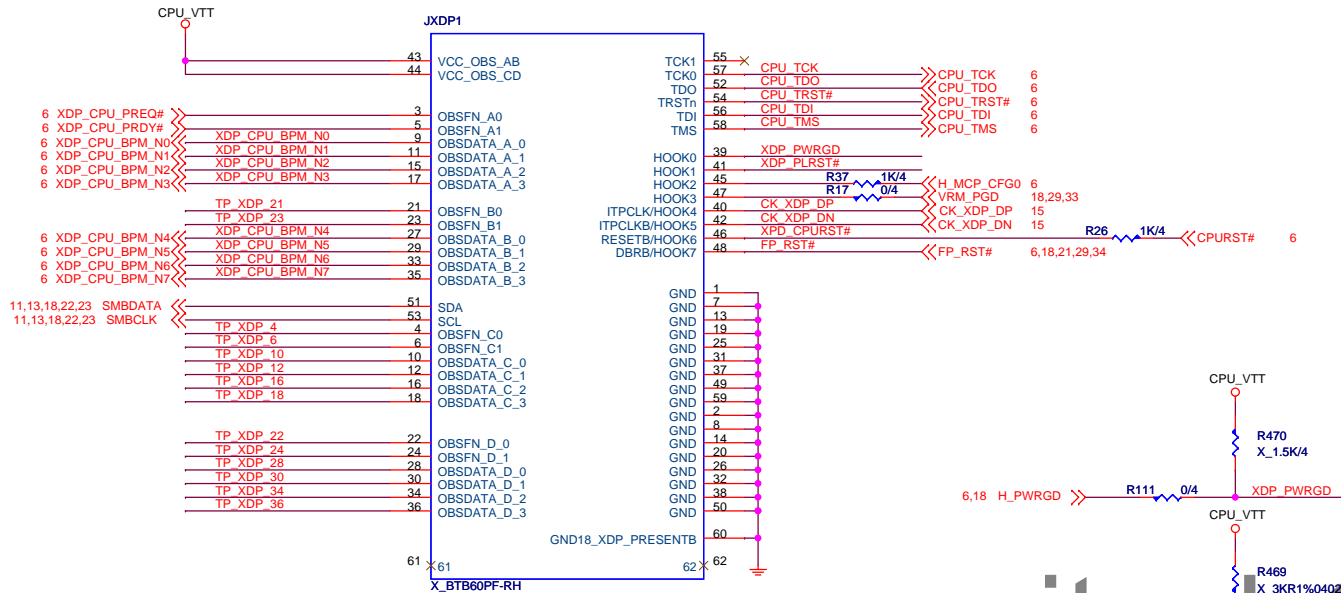 CPU_VTT
JXDP1
43 VCC_OBS_AB
44 VCC_OBS_CD
6 XDP_CPU_PREQ# 3 OBSFN_A0
6 XDP_CPU_PRDY# 5 OBSFN_A1
6 XDP_CPU_BPM_N0 XDP_CPU_BPM_N0 9 OBSDATA_A_0
6 XDP_CPU_BPM_N1 XDP_CPU_BPM_N1 11 OBSDATA_A_1
6 XDP_CPU_BPM_N2 XDP_CPU_BPM_N2 15 OBSDATA_A_2
6 XDP_CPU_BPM_N3 XDP_CPU_BPM_N3 17 OBSDATA_A_3
TP_XDP_21 21 OBSFN_B0
TP_XDP_23 23 OBSFN_B1
6 XDP_CPU_BPM_N4 XDP_CPU_BPM_N4 27 OBSDATA_B_0
6 XDP_CPU_BPM_N5 XDP_CPU_BPM_N5 29 OBSDATA_B_1
6 XDP_CPU_BPM_N6 XDP_CPU_BPM_N6 33 OBSDATA_B_2
6 XDP_CPU_BPM_N7 XDP_CPU_BPM_N7 35 OBSDATA_B_3
11,13,18,22,23 SMBDATA 51 SDA
11,13,18,22,23 SMBCLK 53 SCL
TP_XDP_4 4 OBSFN_C0
TP_XDP_6 6 OBSFN_C1
TP_XDP_10 10 OBSDATA_C_0
TP_XDP_12 12 OBSDATA_C_1
TP_XDP_16 16 OBSDATA_C_2
TP_XDP_18 18 OBSDATA_C_3
TP_XDP_22 22 OBSFN_D_0
TP_XDP_24 24 OBSFN_D_1
TP_XDP_28 28 OBSDATA_D_0
TP_XDP_30 30 OBSDATA_D_1
TP_XDP_34 34 OBSDATA_D_2
TP_XDP_36 36 OBSDATA_D_3
61 61
X_BTB60PF-RH
TCK1 55
TCK0 57 CPU_TCK CPU_TCK 6
TDO 52 CPU_TDO CPU_TDO 6
TRSTn 54 CPU_TRST# CPU_TRST# 6
TDI 56 CPU_TDI CPU_TDI 6
TMS 58 CPU_TMS CPU_TMS 6
HOOK0 39 XDP_PWRGD
HOOK1 41 XDP_PLRST#
HOOK2 45 R37 1K/4 H_MCP_CFG0 6
HOOK3 47 R17 0/4 VRM_PGD 18,29,33
ITPCLK/HOOK4 40 CK_XDP_DP CK_XDP_DP 15
ITPCLKB/HOOK5 42 CK_XDP_DN CK_XDP_DN 15
RESETB/HOOK6 46 XPD_CPURST# R26 1K/4 CPURST# 6
DBRB/HOOK7 48 FP_RST# FP_RST# 6,18,21,29,34
GND 1
GND 7
GND 13
GND 19
GND 25
GND 31
GND 37
GND 49
GND 59
GND 2
GND 8
GND 14
GND 20
GND 26
GND 32
GND 38
GND 50
GND18_XDP_PRESENTB 60
62 62
CPU_VTT
R470
X_1.5K/4
6,18 H_PWRGD R111 0/4 XDP_PWRGD
CPU_VTT
R469
X_3KR1%0402